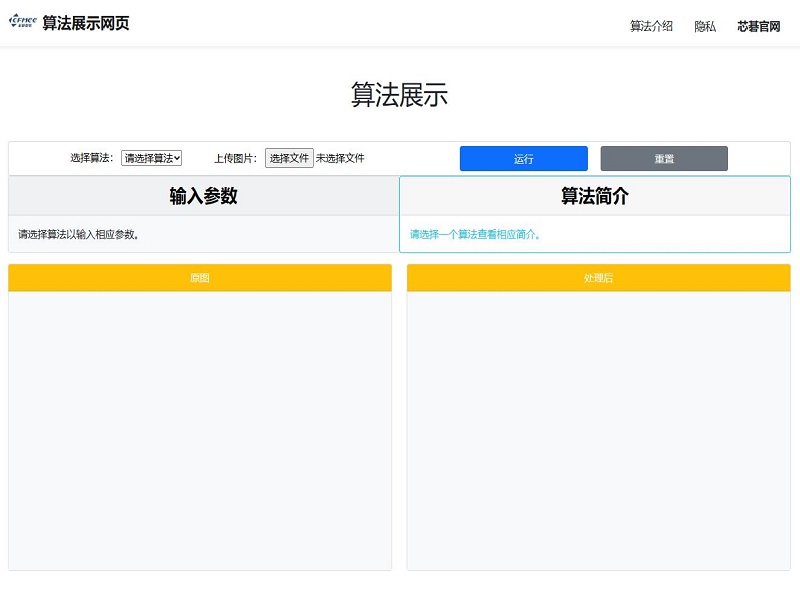 CFMCC
算法展示网页
算法介绍
隐私
芯碁官网
算法展示
选择算法： 请选择算法 上传图片： 选择文件 未选择文件 运行 重置
输入参数
请选择算法以输入相应参数。
算法简介
请选择一个算法查看相应简介。
原图
处理后